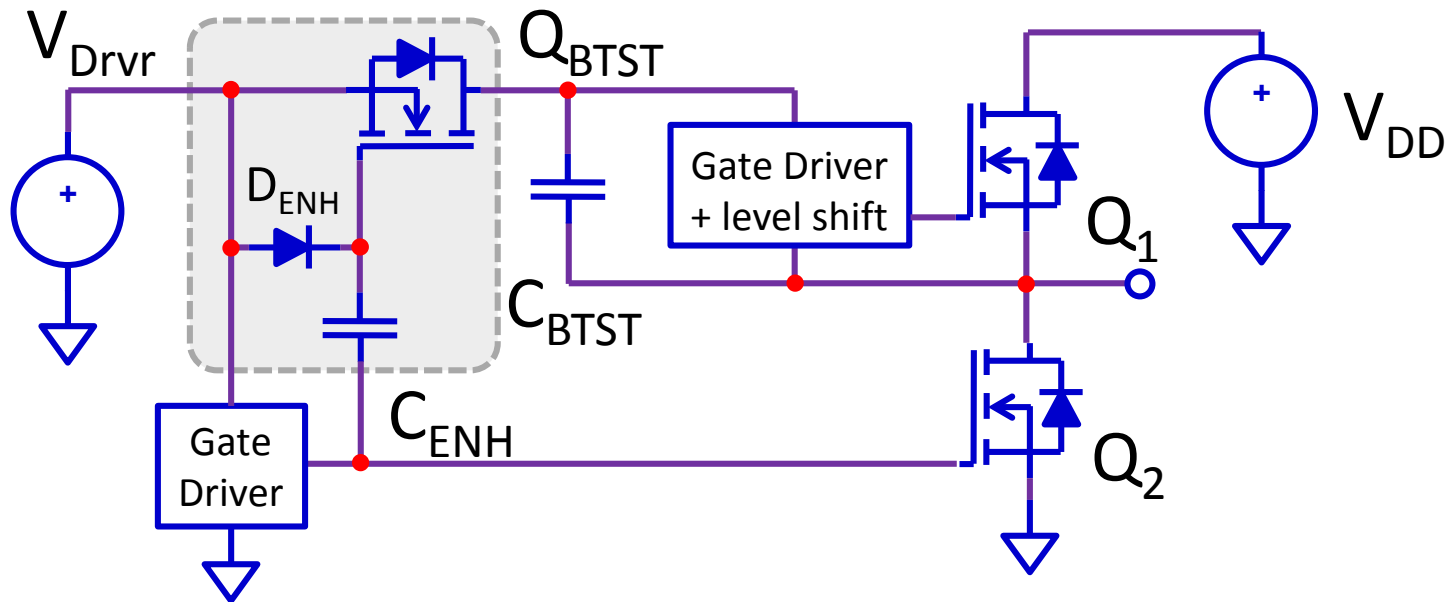 V_Drvr
Q_BTST
+
D_ENH
Gate Driver
+ level shift
+
V_DD
Q_1
C_BTST
C_ENH
Gate
Driver
Q_2